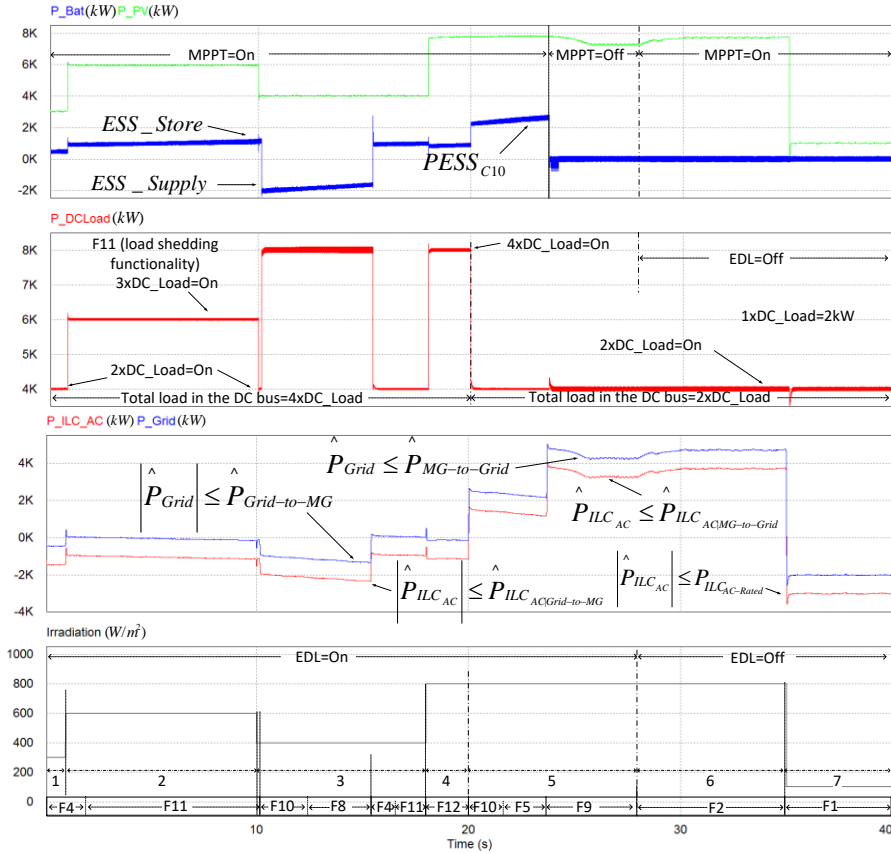 P_Bat(kW) P_PV(kW)
8K
6K
4K
2K
0K
-2K
MPPT=On
MPPT=Off
MPPT=On
ESS_Store
ESS_Supply
PESS_C10
P_DCLoad(kW)
8K
7K
6K
5K
4K
F11 (load shedding
functionality)
3xDC_Load=On
4xDC_Load=On
EDL=Off
1xDC_Load=2kW
2xDC_Load=On
2xDC_Load=On
Total load in the DC bus=4xDC_Load
Total load in the DC bus=2xDC_Load
P_ILC_AC (kW) P_Grid(kW)
4K
2K
0K
-2K
-4K
|P̂_Grid| ≤ P̂_Grid-to-MG
P̂_Grid ≤ P̂_MG-to-Grid
P̂_ILC_AC ≤ P̂_ILC_AC|MG-to-Grid
|P̂_ILC_AC| ≤ P̂_ILC_AC|Grid-to-MG
|P̂_ILC_AC| ≤ P_ILC_AC-Rated
Irradiation (W/m²)
1000
800
600
400
200
0
EDL=On
EDL=Off
1 2 3 4 5 6 7
F4 F11 F10 F8 F4 F11 F12 F10 F5 F9 F2 F1
10 20 30 40
Time (s)